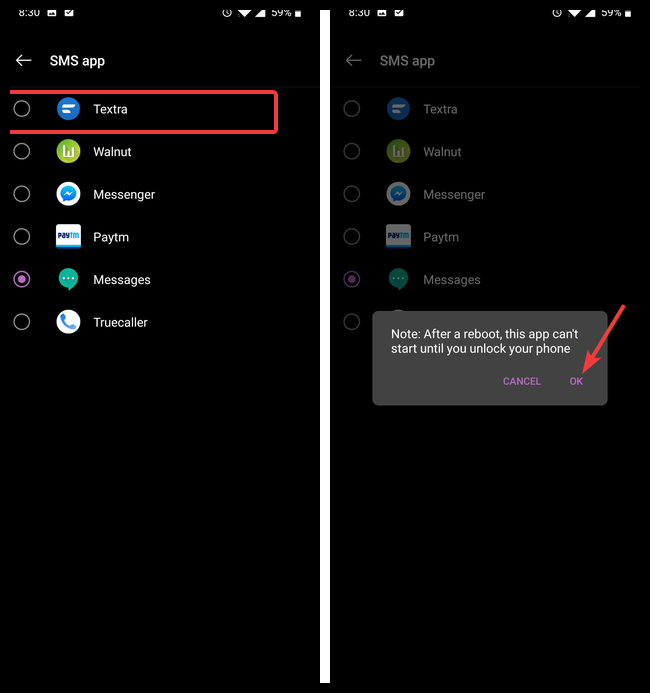 8:30 59%
SMS app
Textra
Walnut
Messenger
Paytm
Paytm
Messages
Truecaller
8:30 59%
SMS app
Textra
Walnut
Messenger
Paytm
Paytm
Messages
Note: After a reboot, this app can't
start until you unlock your phone
CANCEL OK